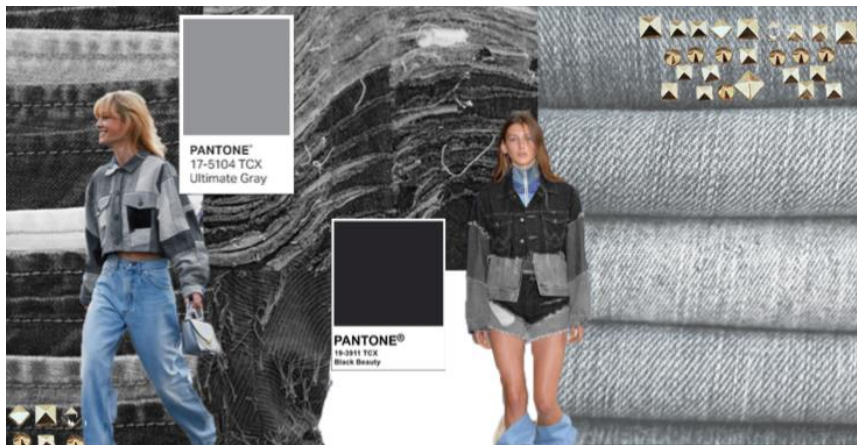 PANTONE®
17-5104 TCX
Ultimate Gray
PANTONE®
19-3911 TCX
Black Beauty